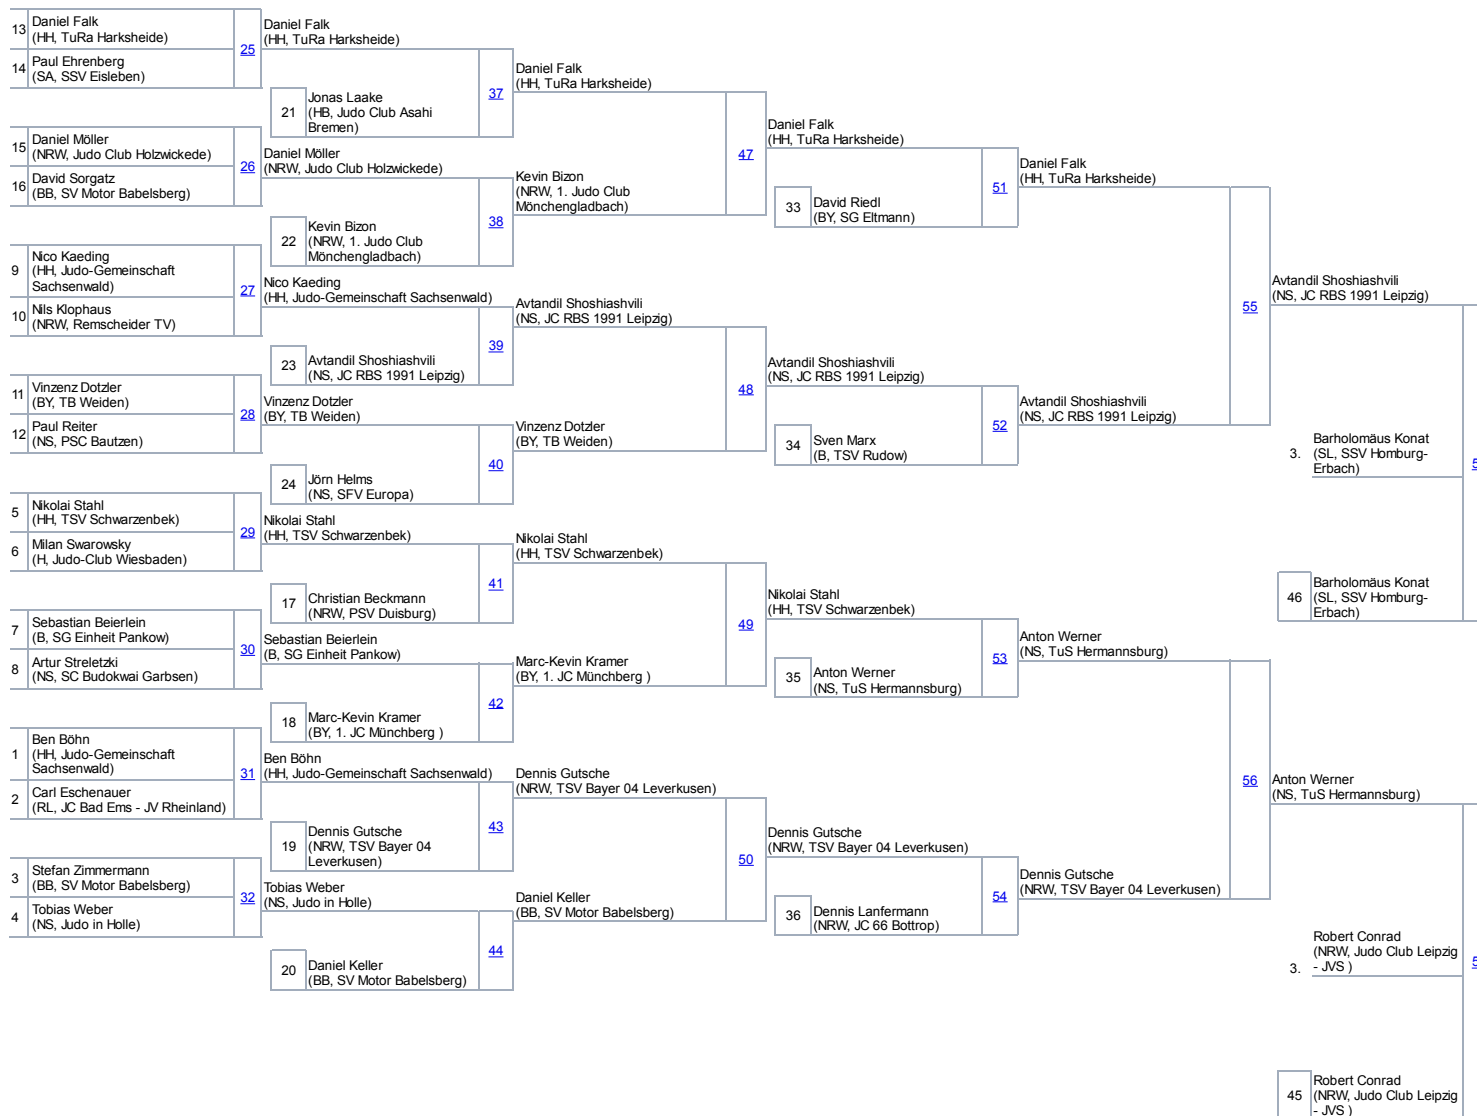 13
Daniel Falk
(HH, TuRa Harksheide)
14
Paul Ehrenberg
(SA, SSV Eisleben)
25
15
Daniel Möller
(NRW, Judo Club Holzwickede)
16
David Sorgatz
(BB, SV Motor Babelsberg)
26
9
Nico Kaeding
(HH, Judo-Gemeinschaft
Sachsenwald)
10
Nils Klophaus
(NRW, Remscheider TV)
27
11
Vinzenz Dotzler
(BY, TB Weiden)
12
Paul Reiter
(NS, PSC Bautzen)
28
5
Nikolai Stahl
(HH, TSV Schwarzenbek)
6
Milan Swarowsky
(H, Judo-Club Wiesbaden)
29
7
Sebastian Beierlein
(B, SG Einheit Pankow)
8
Artur Streletzki
(NS, SC Budokwai Garbsen)
30
1
Ben Böhn
(HH, Judo-Gemeinschaft
Sachsenwald)
2
Carl Eschenauer
(RL, JC Bad Ems - JV Rheinland)
31
3
Stefan Zimmermann
(BB, SV Motor Babelsberg)
4
Tobias Weber
(NS, Judo in Holle)
32
Daniel Falk
(HH, TuRa Harksheide)
21
Jonas Laake
(HB, Judo Club Asahi
Bremen)
37
Daniel Möller
(NRW, Judo Club Holzwickede)
22
Kevin Bizon
(NRW, 1. Judo Club
Mönchengladbach)
38
Nico Kaeding
(HH, Judo-Gemeinschaft Sachsenwald)
23
Avtandil Shoshiashvili
(NS, JC RBS 1991 Leipzig)
39
Vinzenz Dotzler
(BY, TB Weiden)
24
Jörn Helms
(NS, SFV Europa)
40
Nikolai Stahl
(HH, TSV Schwarzenbek)
17
Christian Beckmann
(NRW, PSV Duisburg)
41
Sebastian Beierlein
(B, SG Einheit Pankow)
18
Marc-Kevin Kramer
(BY, 1. JC Münchberg )
42
Ben Böhn
(HH, Judo-Gemeinschaft Sachsenwald)
19
Dennis Gutsche
(NRW, TSV Bayer 04
Leverkusen)
43
Tobias Weber
(NS, Judo in Holle)
20
Daniel Keller
(BB, SV Motor Babelsberg)
44
Daniel Falk
(HH, TuRa Harksheide)
Kevin Bizon
(NRW, 1. Judo Club
Mönchengladbach)
47
Avtandil Shoshiashvili
(NS, JC RBS 1991 Leipzig)
Vinzenz Dotzler
(BY, TB Weiden)
48
Nikolai Stahl
(HH, TSV Schwarzenbek)
Marc-Kevin Kramer
(BY, 1. JC Münchberg )
49
Dennis Gutsche
(NRW, TSV Bayer 04 Leverkusen)
Daniel Keller
(BB, SV Motor Babelsberg)
50
Daniel Falk
(HH, TuRa Harksheide)
33
David Riedl
(BY, SG Eltmann)
51
Avtandil Shoshiashvili
(NS, JC RBS 1991 Leipzig)
34
Sven Marx
(B, TSV Rudow)
52
Nikolai Stahl
(HH, TSV Schwarzenbek)
35
Anton Werner
(NS, TuS Hermannsburg)
53
Dennis Gutsche
(NRW, TSV Bayer 04 Leverkusen)
36
Dennis Lanfermann
(NRW, JC 66 Bottrop)
54
Daniel Falk
(HH, TuRa Harksheide)
Avtandil Shoshiashvili
(NS, JC RBS 1991 Leipzig)
55
Anton Werner
(NS, TuS Hermannsburg)
Dennis Gutsche
(NRW, TSV Bayer 04 Leverkusen)
56
Avtandil Shoshiashvili
(NS, JC RBS 1991 Leipzig)
3.
Barholomäus Konat
(SL, SSV Homburg-
Erbach)
46
Barholomäus Konat
(SL, SSV Homburg-
Erbach)
Anton Werner
(NS, TuS Hermannsburg)
3.
Robert Conrad
(NRW, Judo Club Leipzig
- JVS )
45
Robert Conrad
(NRW, Judo Club Leipzig
- JVS )